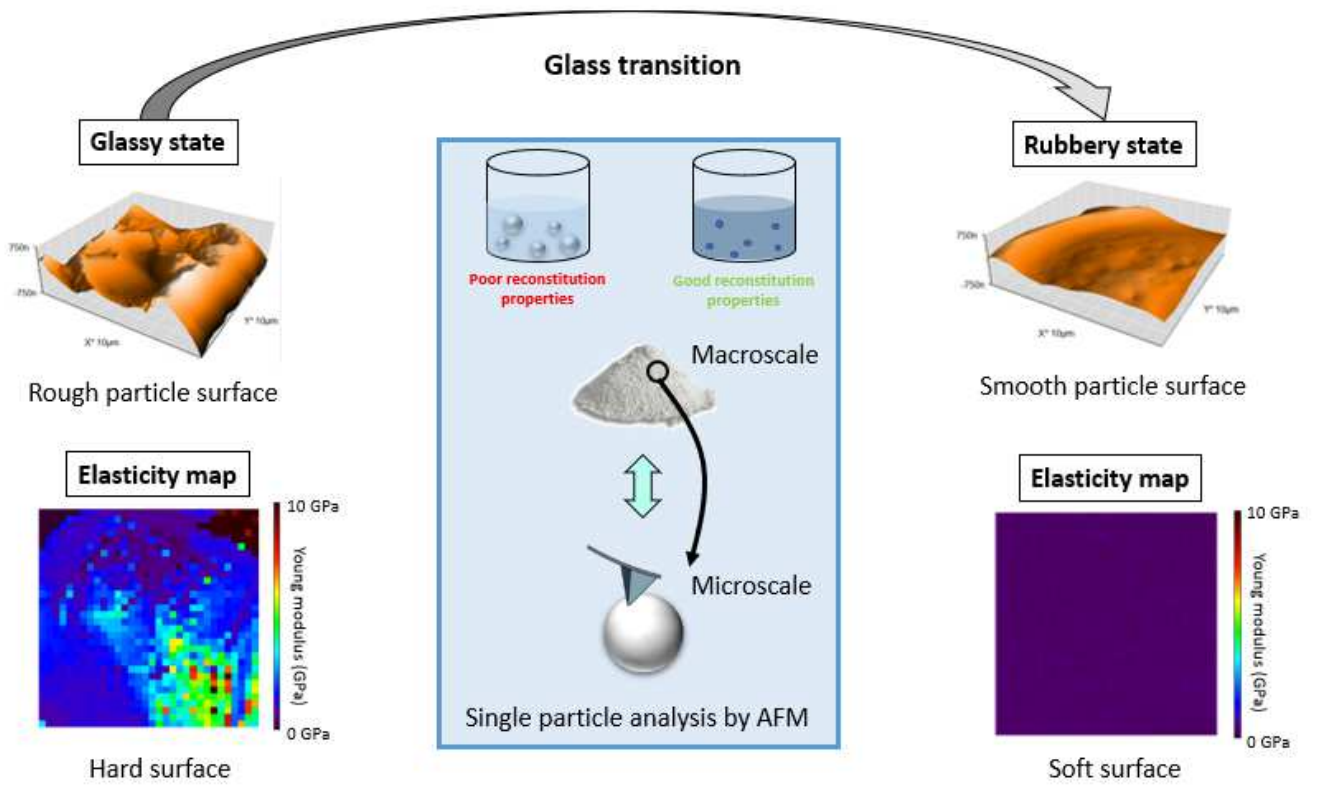 Glass transition
Glassy state
750n
-750n
X* 10µm
Y* 10µm
Rough particle surface
Elasticity map
10 GPa
Young modulus (GPa)
0 GPa
Hard surface
Poor reconstitution
properties
Good reconstitution
properties
Macroscale
Microscale
Single particle analysis by AFM
Rubbery state
750n
-750n
X* 10µm
Y* 10µm
Smooth particle surface
Elasticity map
10 GPa
Young modulus (GPa)
0 GPa
Soft surface